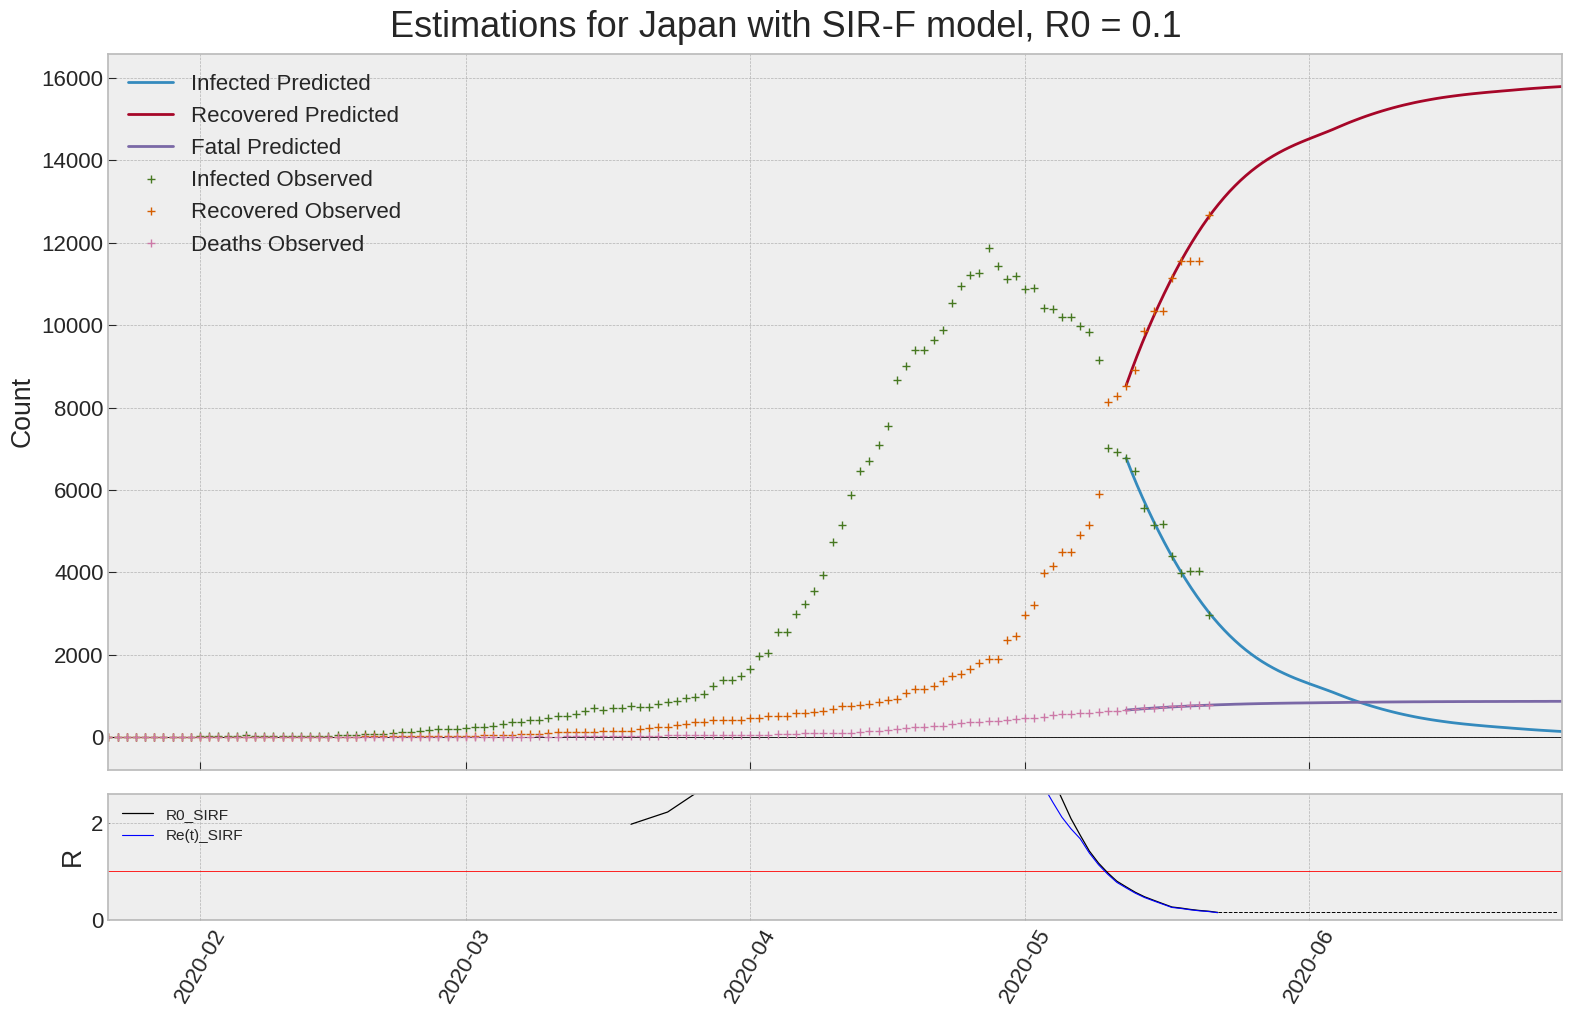 Estimations for Japan with SIR-F model, R0 = 0.1
16000
14000
12000
10000
8000
6000
4000
2000
0
Count
Infected Predicted
Recovered Predicted
Fatal Predicted
Infected Observed
Recovered Observed
Deaths Observed
2
0
R
R0_SIRF
Re(t)_SIRF
2020-02
2020-03
2020-04
2020-05
2020-06